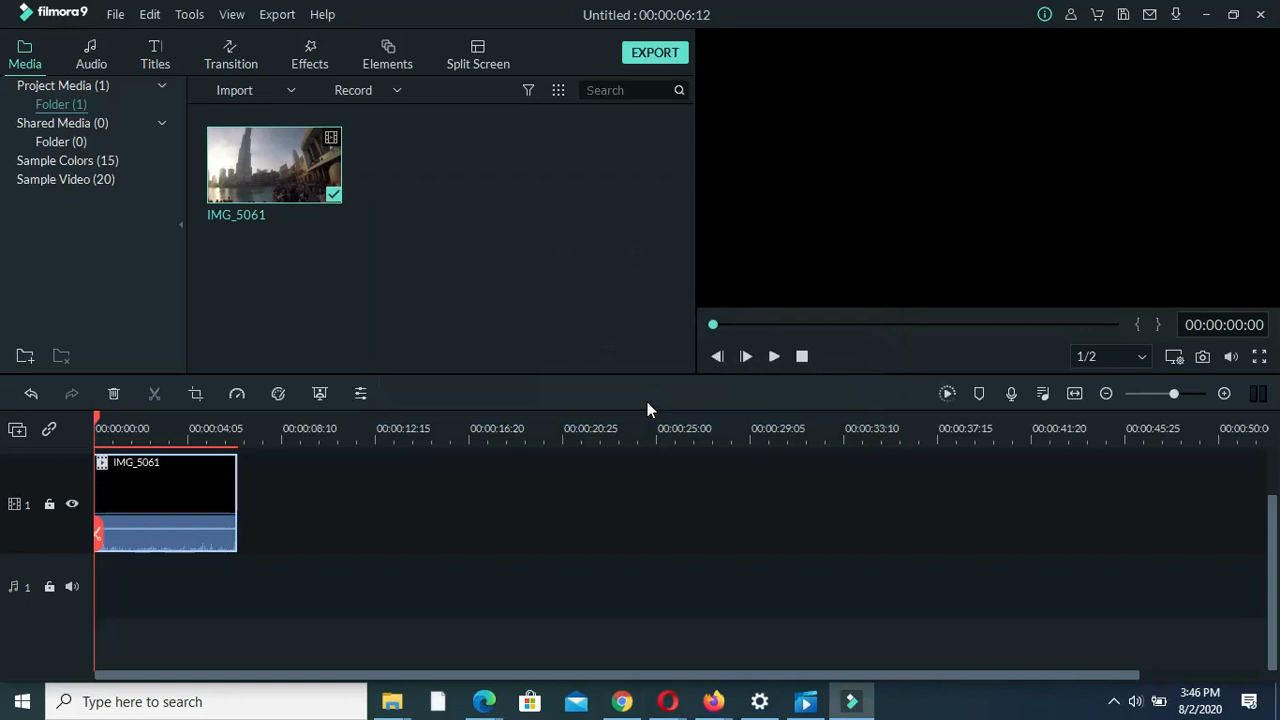 filmora9 File Edit Tools View Export Help Untitled : 00:00:06:12
Media Audio Titles Transition Effects Elements Split Screen EXPORT
Project Media (1)
Folder (1)
Shared Media (0)
Folder (0)
Sample Colors (15)
Sample Video (20)
Import Record Search
IMG_5061
{ } 00:00:00:00
1/2
00:00:00:00 00:00:04:05 00:00:08:10 00:00:12:15 00:00:16:20 00:00:20:25 00:00:25:00 00:00:29:05 00:00:33:10 00:00:37:15 00:00:41:20 00:00:45:25 00:00:50:0
IMG_5061
1
1
Type here to search
3:46 PM
8/2/2020